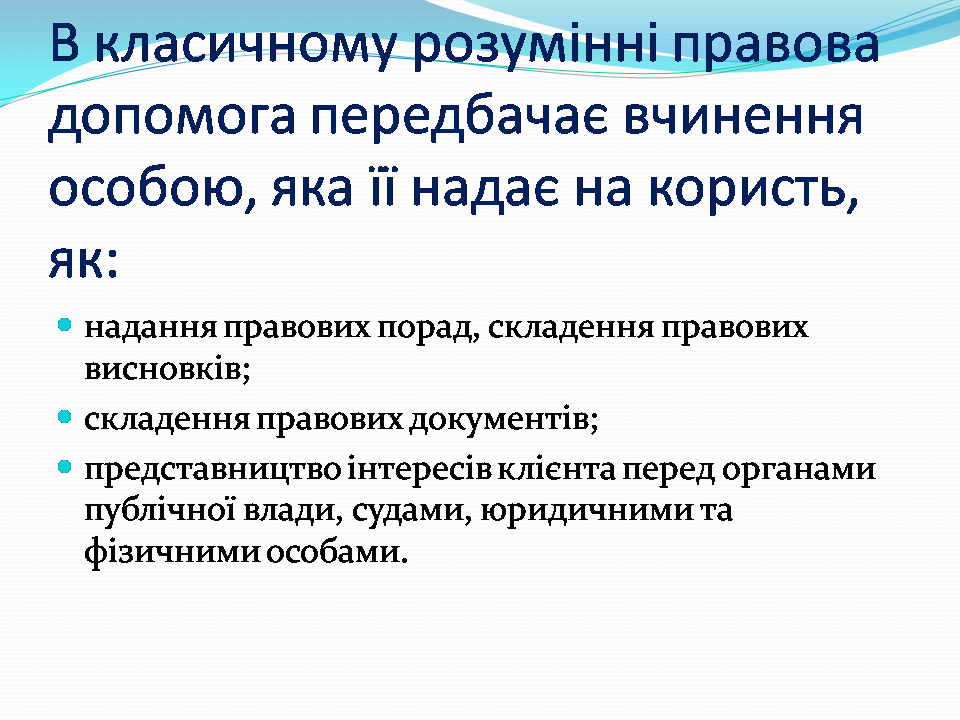 В класичному розумінні правова
допомога передбачає вчинення
особою, яка її надає на користь,
як:
надання правових порад, складення правових
висновків;
складення правових документів;
представництво інтересів клієнта перед органами
публічної влади, судами, юридичними та
фізичними особами.